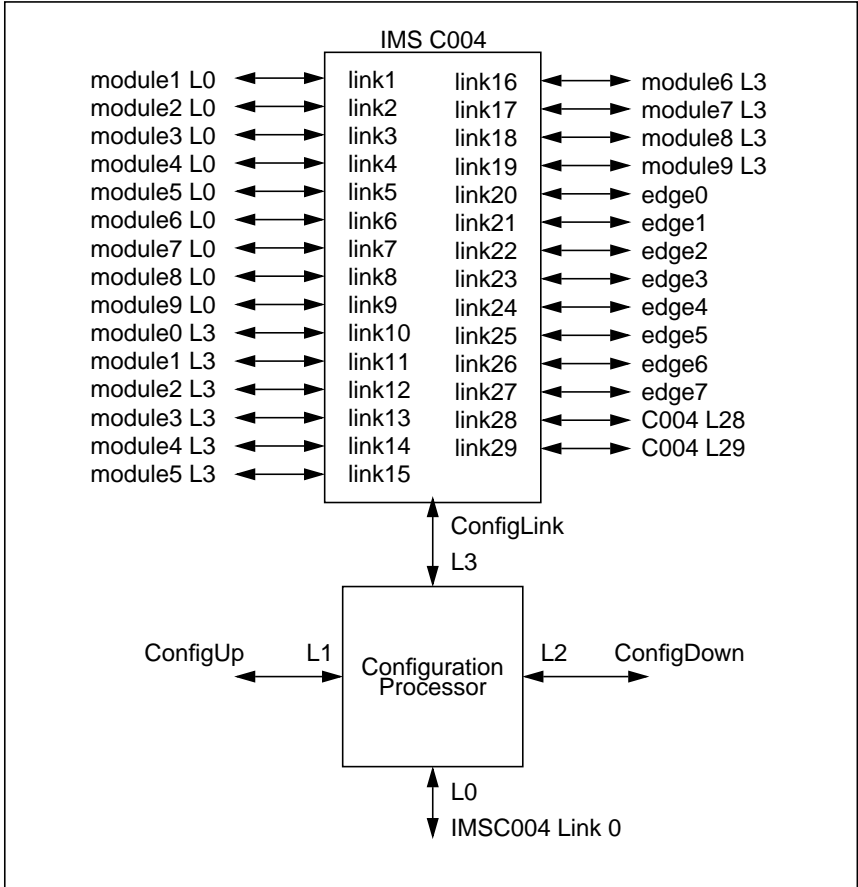 IMS C004
module1 L0 link1 link16 module6 L3
module2 L0 link2 link17 module7 L3
module3 L0 link3 link18 module8 L3
module4 L0 link4 link19 module9 L3
module5 L0 link5 link20 edge0
module6 L0 link6 link21 edge1
module7 L0 link7 link22 edge2
module8 L0 link8 link23 edge3
module9 L0 link9 link24 edge4
module0 L3 link10 link25 edge5
module1 L3 link11 link26 edge6
module2 L3 link12 link27 edge7
module3 L3 link13 link28 C004 L28
module4 L3 link14 link29 C004 L29
module5 L3 link15
ConfigLink
L3
ConfigUp L1 L2 ConfigDown
Configuration
Processor
L0
IMSC004 Link 0